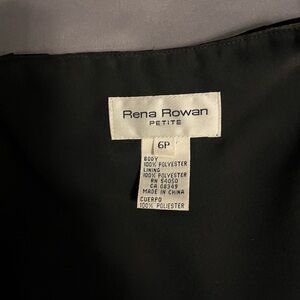 Rena Rowan
PETITE
6P
BODY
100% POLYESTER
LINING
100% POLYESTER
RN 54050
CA 08349
MADE IN CHINA
CUERPO
100% POLIESTER